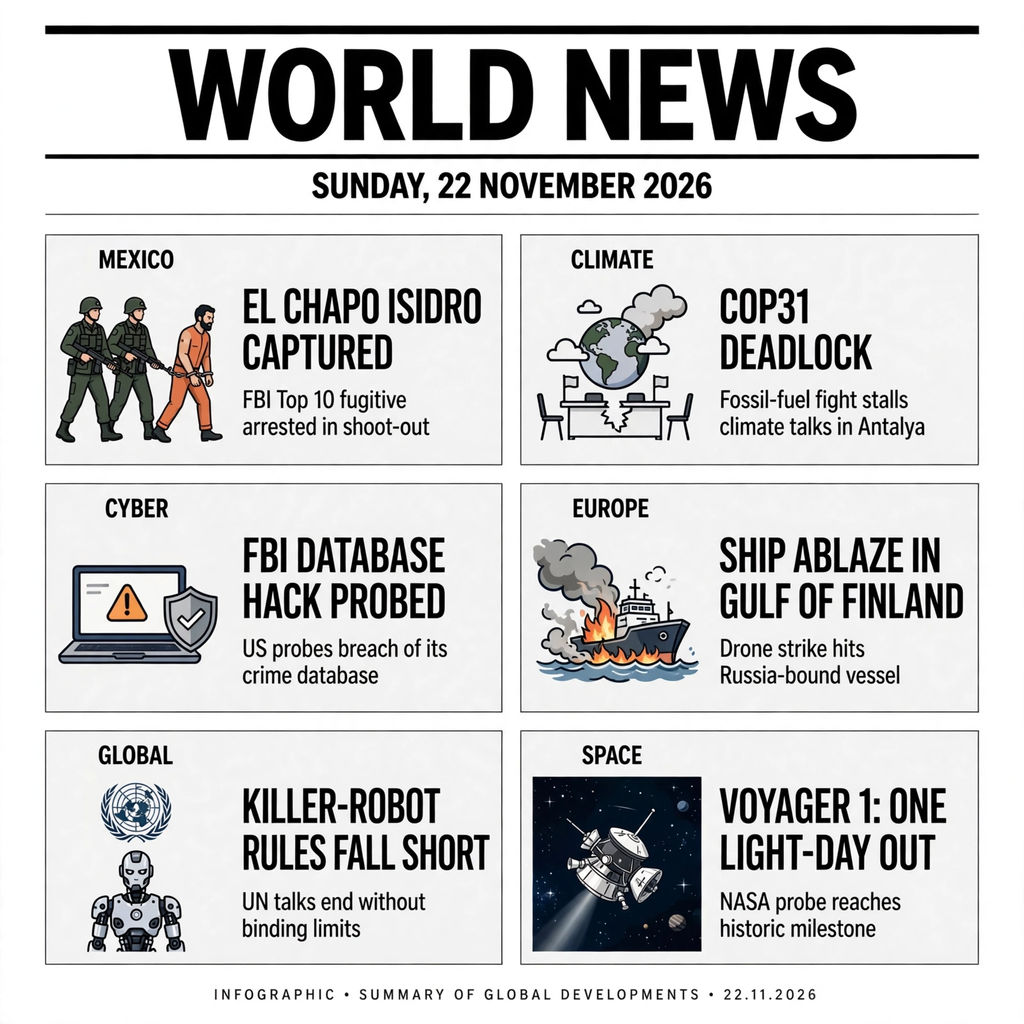 WORLD NEWS
SUNDAY, 22 NOVEMBER 2026
MEXICO
EL CHAPO ISIDRO
CAPTURED
FBI Top 10 fugitive
arrested in shoot-out
CLIMATE
COP31
DEADLOCK
Fossil-fuel fight stalls
climate talks in Antalya
CYBER
FBI DATABASE
HACK PROBED
US probes breach of its
crime database
EUROPE
SHIP ABLAZE IN
GULF OF FINLAND
Drone strike hits
Russia-bound vessel
GLOBAL
KILLER-ROBOT
RULES FALL SHORT
UN talks end without
binding limits
SPACE
VOYAGER 1: ONE
LIGHT-DAY OUT
NASA probe reaches
historic milestone
INFOGRAPHIC • SUMMARY OF GLOBAL DEVELOPMENTS • 22.11.2026